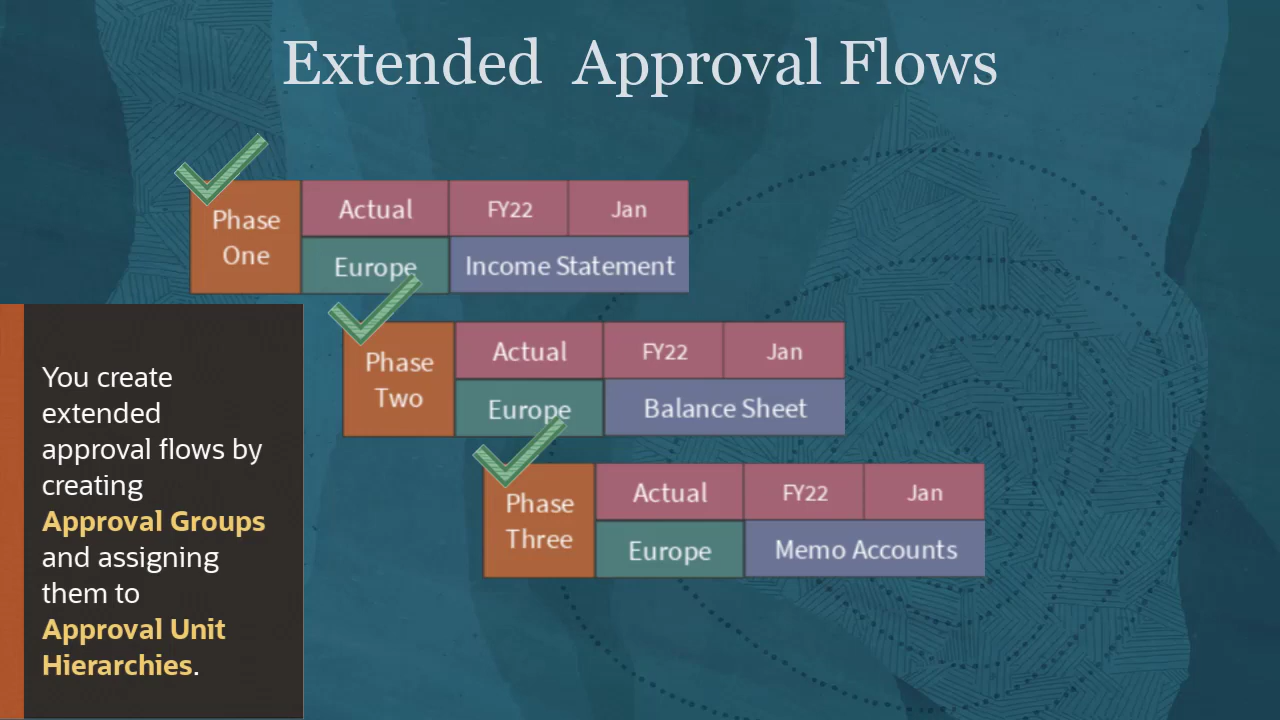 Extended Approval Flows
Phase One
Actual FY22 Jan
Europe Income Statement
Phase Two
Actual FY22 Jan
Europe Balance Sheet
Phase Three
Actual FY22 Jan
Europe Memo Accounts
You create
extended
approval flows by
creating
Approval Groups
and assigning
them to
Approval Unit
Hierarchies.